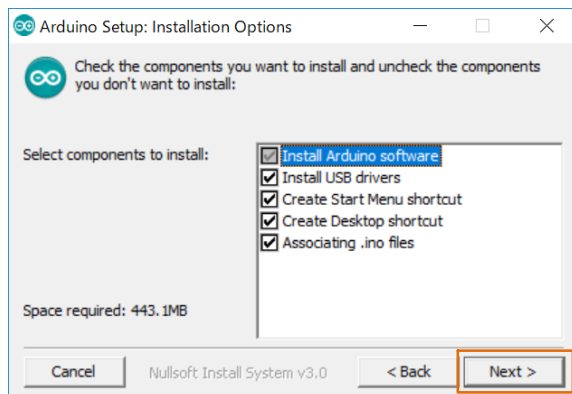 Arduino Setup: Installation Options
Check the components you want to install and uncheck the components
you don't want to install:
Select components to install:
Install Arduino software
Install USB drivers
Create Start Menu shortcut
Create Desktop shortcut
Associating .ino files
Space required: 443.1MB
Cancel
Nullsoft Install System v3.0
< Back
Next >